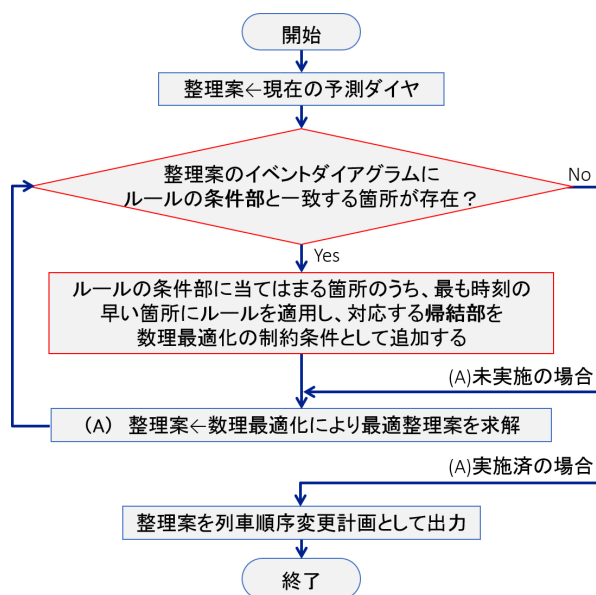 開始
整理案←現在の予測ダイヤ
整理案のイベントダイアグラムに
ルールの条件部と一致する箇所が存在?
No
Yes
ルールの条件部に当てはまる箇所のうち、最も時刻の
早い箇所にルールを適用し、対応する帰結部を
数理最適化の制約条件として追加する
(A)未実施の場合
(A) 整理案←数理最適化により最適整理案を求解
(A)実施済の場合
整理案を列車順序変更計画として出力
終了